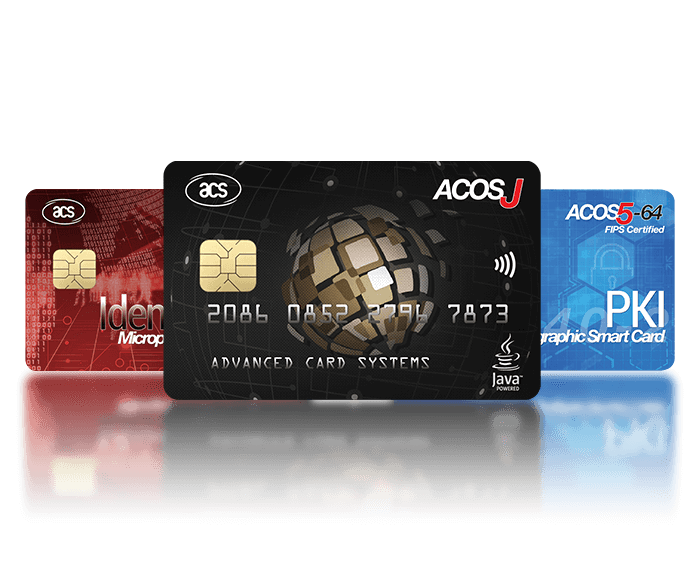 acs
Iden
Microp
acs
ACOSJ
2086 0852 2796 7873
ADVANCED CARD SYSTEMS
Java™
POWERED
ACOS5-64
FIPS Certified
PKI
graphic Smart Card